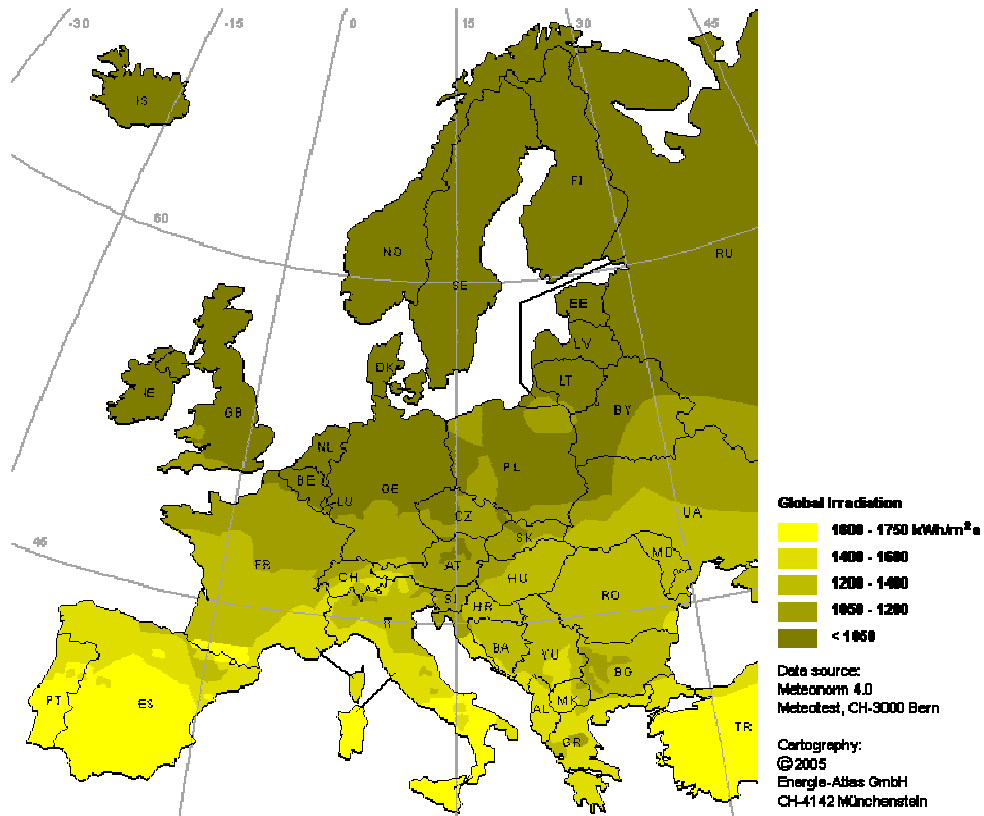 -30
-15
0
15
30
45
IS
FI
60
NO
RU
SE
EE
LV
DK
LT
IE
GB
BY
NL
PL
BE
DE
LU
CZ
UA
SK
45
FR
CH
AT
HU
MD
SI
HR
RO
IT
BA
YU
BG
PT
ES
AL
MK
TR
GR
Global Irradiation
1600 - 1750 kWh/m² a
1400 - 1600
1200 - 1400
1050 - 1200
< 1050
Data source:
Meteonorm 4.0
Meteotest, CH-3000 Bern
Cartography:
© 2005
Energie-Atlas GmbH
CH-4142 Münchenstein